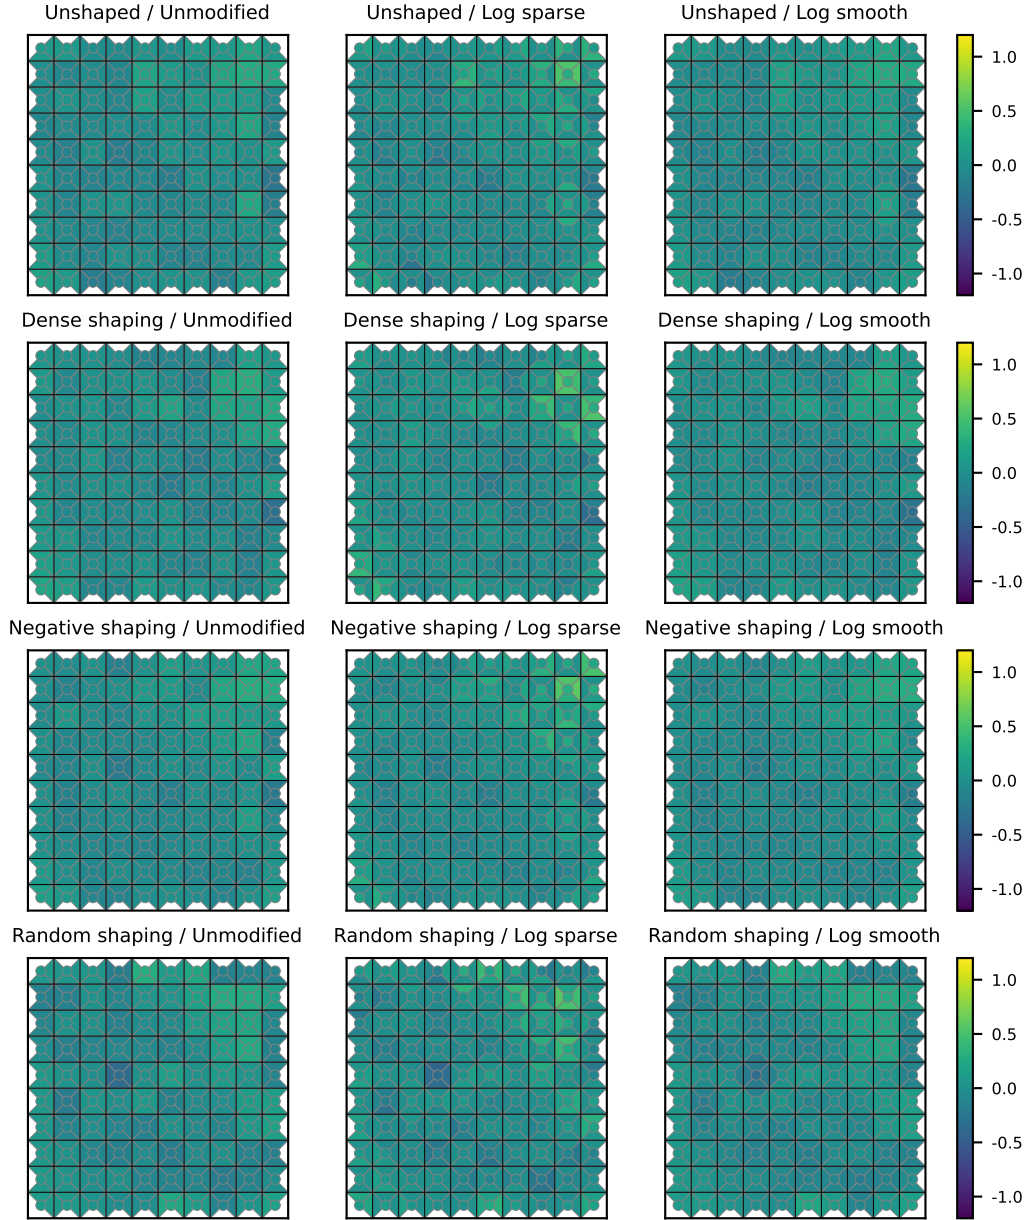 Unshaped / Unmodified
Unshaped / Log sparse
Unshaped / Log smooth
1.0
0.5
0.0
-0.5
-1.0
Dense shaping / Unmodified
Dense shaping / Log sparse
Dense shaping / Log smooth
1.0
0.5
0.0
-0.5
-1.0
Negative shaping / Unmodified
Negative shaping / Log sparse
Negative shaping / Log smooth
1.0
0.5
0.0
-0.5
-1.0
Random shaping / Unmodified
Random shaping / Log sparse
Random shaping / Log smooth
1.0
0.5
0.0
-0.5
-1.0